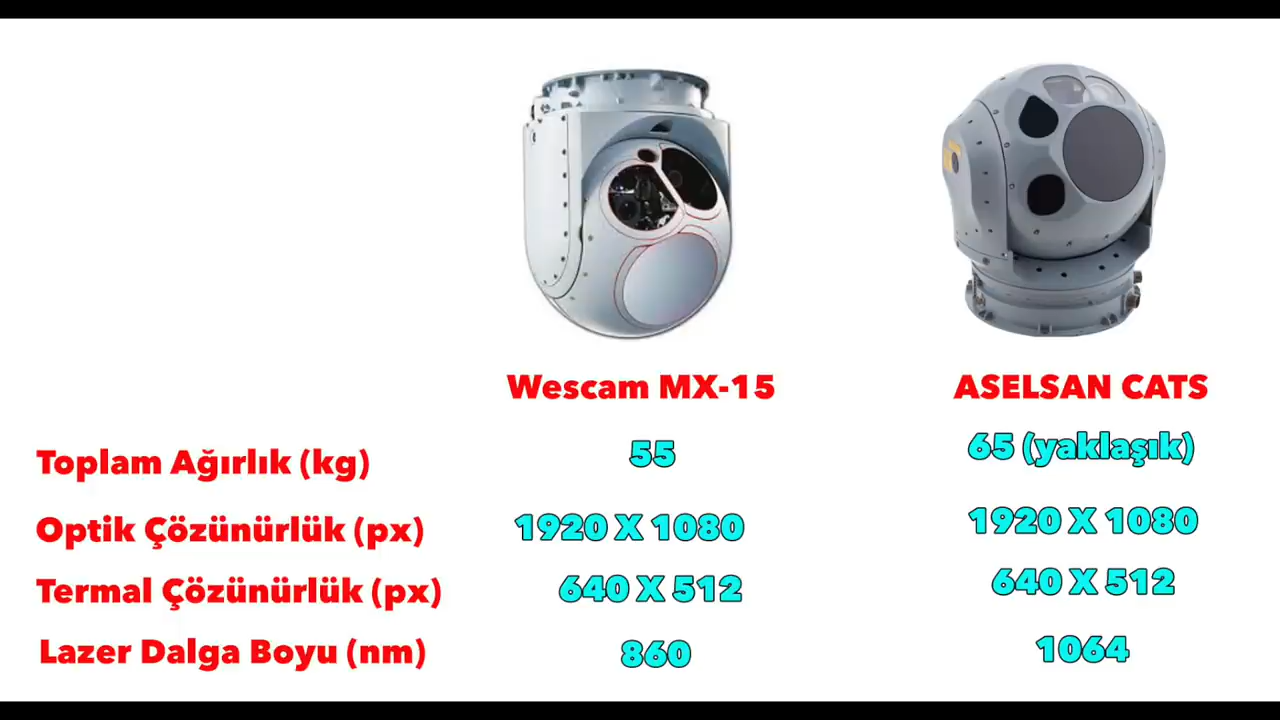 Wescam MX-15 ASELSAN CATS
Toplam Ağırlık (kg) 55 65 (yaklaşık)
Optik Çözünürlük (px) 1920 X 1080 1920 X 1080
Termal Çözünürlük (px) 640 X 512 640 X 512
Lazer Dalga Boyu (nm) 860 1064